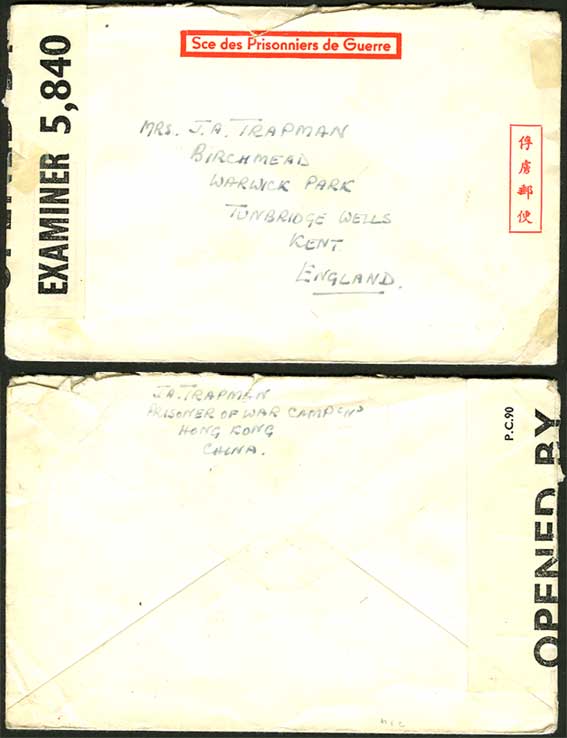 Sce des Prisonniers de Guerre
EXAMINER 5,840
MRS. J.A. TRAPMAN
BIRCHMEAD
WARWICK PARK
TUNBRIDGE WELLS
KENT
ENGLAND.
俘
虜
郵
便
J.A. TRAPMAN
PRISONER OF WAR CAMP "N"
HONG KONG
CHINA.
P.C.90
OPENED BY